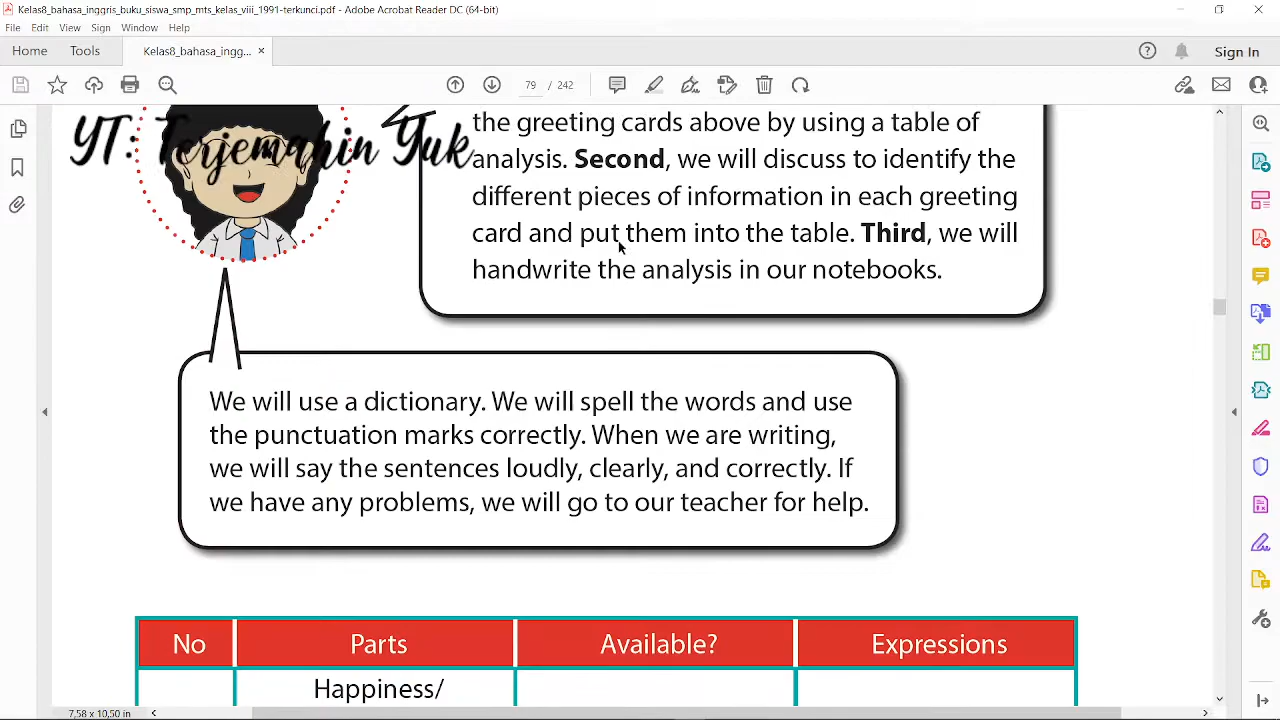 Kelas8_bahasa_inggris_buku_siswa_smp_mts_kelas_viii_1991-terkunci.pdf - Adobe Acrobat Reader DC (64-bit)
File Edit View Sign Window Help
Home Tools Kelas8_bahasa_ingg... × Sign In
79 / 242
YT: Terjemahin Yuk
the greeting cards above by using a table of
analysis. Second, we will discuss to identify the
different pieces of information in each greeting
card and put them into the table. Third, we will
handwrite the analysis in our notebooks.
We will use a dictionary. We will spell the words and use
the punctuation marks correctly. When we are writing,
we will say the sentences loudly, clearly, and correctly. If
we have any problems, we will go to our teacher for help.
No Parts Available? Expressions
Happiness/
7,58 x 10,50 in